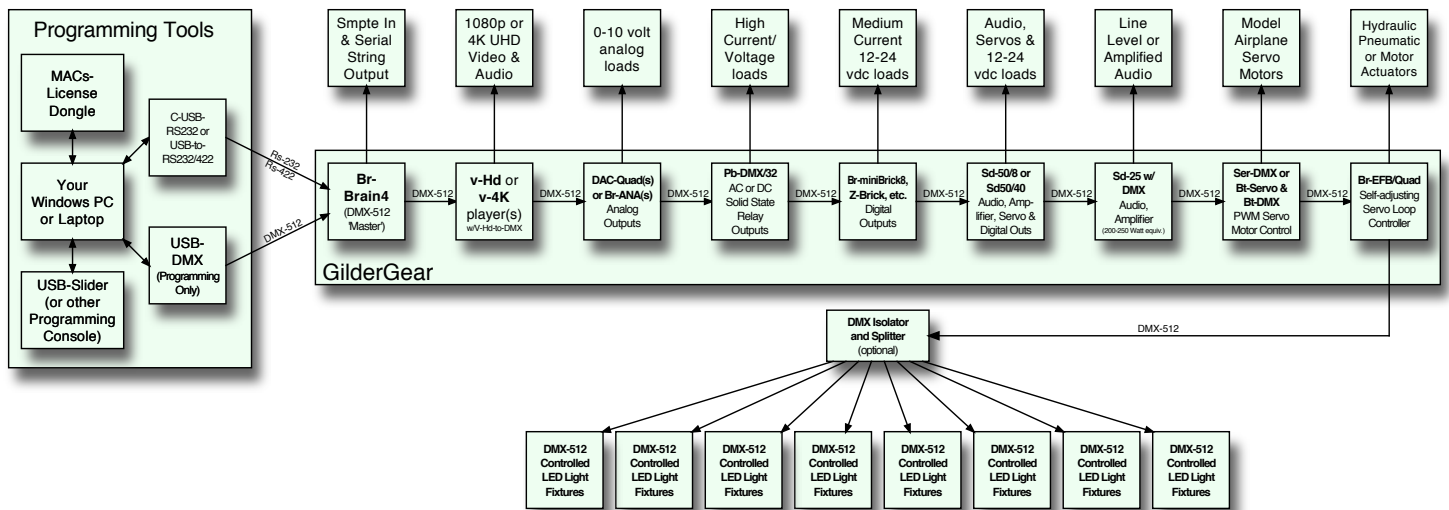 Programming Tools
MACs-
License
Dongle
C-USB-
RS232 or
USB-to-
RS232/422
Your
Windows PC
or Laptop
USB-
DMX
(Programming
Only)
USB-Slider
(or other
Programming
Console)
Rs-232
Rs-422
DMX-512
Smpte In
& Serial
String
Output
1080p or
4K UHD
Video &
Audio
0-10 volt
analog
loads
High
Current/
Voltage
loads
Medium
Current
12-24
vdc loads
Audio,
Servos &
12-24
vdc loads
Line
Level or
Amplified
Audio
Model
Airplane
Servo
Motors
Hydraulic
Pneumatic
or Motor
Actuators
Br-
Brain4
(DMX-512
'Master')
DMX-512
v-Hd or
v-4K
player(s)
w/V-Hd-to-DMX
DMX-512
DAC-Quad(s)
or Br-ANA(s)
Analog
Outputs
DMX-512
Pb-DMX/32
AC or DC
Solid State
Relay
Outputs
DMX-512
Br-miniBrick8,
Z-Brick, etc.
Digital
Outputs
DMX-512
Sd-50/8 or
Sd50/40
Audio, Amp-
lifier, Servo &
Digital Outs
DMX-512
Sd-25 w/
DMX
Audio,
Amplifier
(200-250 Watt equiv.)
DMX-512
Ser-DMX or
Bt-Servo &
Bt-DMX
PWM Servo
Motor Control
DMX-512
Br-EFB/Quad
Self-adjusting
Servo Loop
Controller
GilderGear
DMX-512
DMX Isolator
and Splitter
(optional)
DMX-512
Controlled
LED Light
Fixtures
DMX-512
Controlled
LED Light
Fixtures
DMX-512
Controlled
LED Light
Fixtures
DMX-512
Controlled
LED Light
Fixtures
DMX-512
Controlled
LED Light
Fixtures
DMX-512
Controlled
LED Light
Fixtures
DMX-512
Controlled
LED Light
Fixtures
DMX-512
Controlled
LED Light
Fixtures